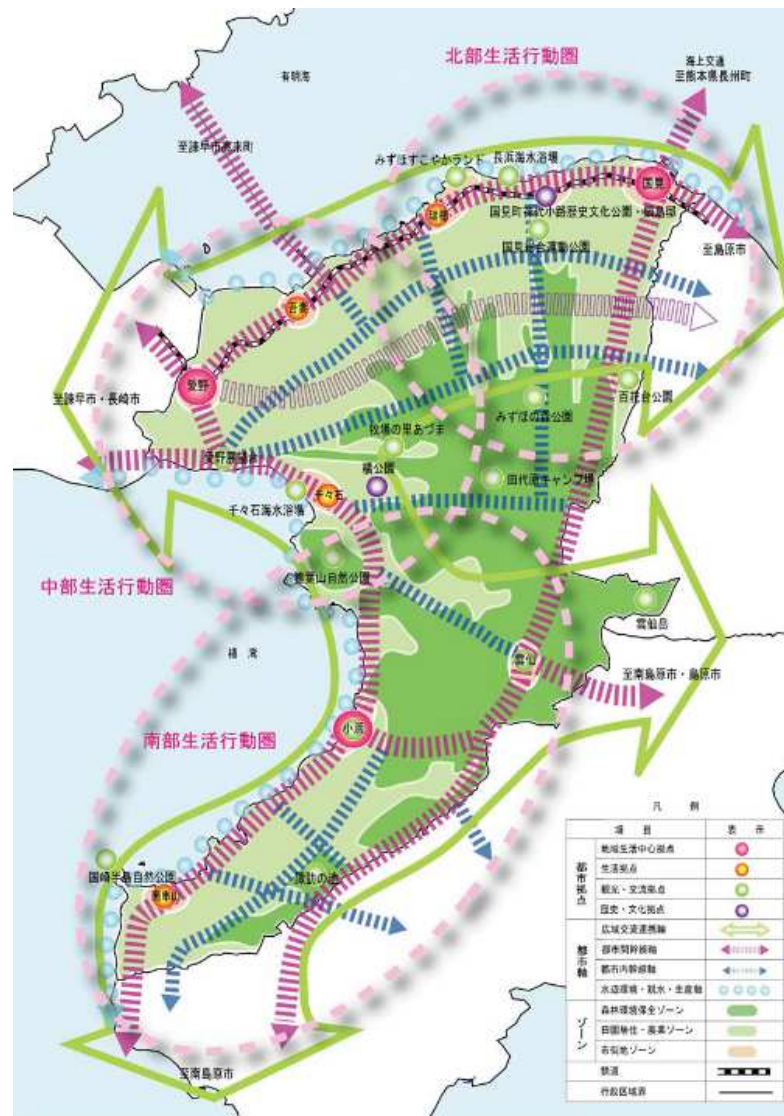 北部生活行動圏
海上交通
至熊本県長州町
有明海
至諫早市高来町
みずほすこやかランド
長浜海水浴場
国見
瑞穂
国見町神代小路歴史文化公園・鍋島邸
国見総合運動公園
至島原市
吾妻
愛野
至諫早市・長崎市
百花台公園
みずほの森公園
牧場の里あづま
愛野展望台
橘公園
田代原キャンプ場
千々石
千々石海水浴場
中部生活行動圏
雲仙岳
橘湾
雲仙
至南島原市・島原市
小浜
南部生活行動圏
国崎半島自然公園
諏訪の池
南串山
至南島原市
凡例
項目
表示
都市拠点
地域生活中心拠点
生活拠点
観光・交流拠点
歴史・文化拠点
都市軸
広域交流連携軸
都市間幹線軸
都市内幹線軸
水辺環境・親水・生産軸
ゾーン
森林環境保全ゾーン
田園居住・農業ゾーン
市街地ゾーン
鉄道
行政区域界